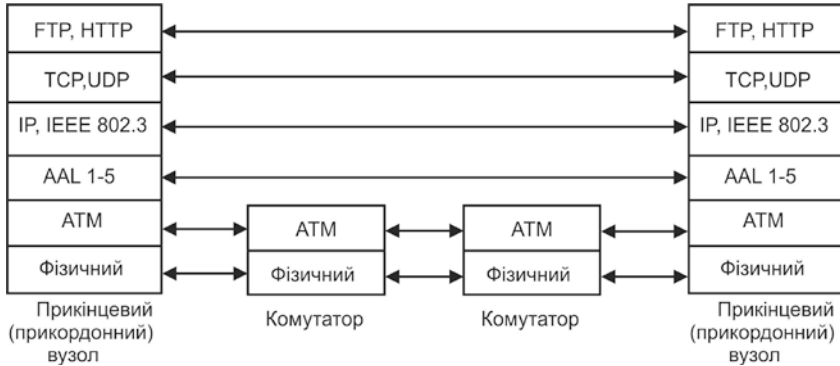 FTP, HTTP
FTP, HTTP
TCP,UDP
TCP,UDP
IP, IEEE 802.3
IP, IEEE 802.3
AAL 1-5
AAL 1-5
ATM
ATM
ATM
ATM
Фізичний
Фізичний
Фізичний
Фізичний
Прикінцевий
(прикордонний)
вузол
Комутатор
Комутатор
Прикінцевий
(прикордонний)
вузол